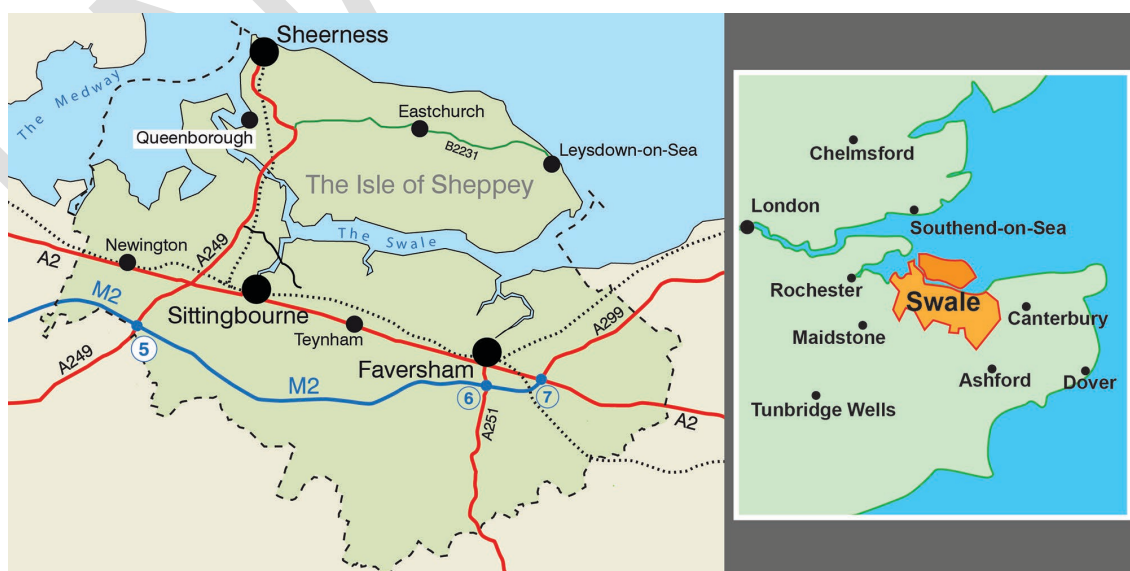 Sheerness
The Medway
Eastchurch
Queenborough
B2231
Leysdown-on-Sea
The Isle of Sheppey
The Swale
Newington
A249
A2
M2
Sittingbourne
Teynham
A299
5
A249
M2
Faversham
6
7
A251
A2
Chelmsford
London
Southend-on-Sea
Rochester
Swale
Canterbury
Maidstone
Ashford
Dover
Tunbridge Wells